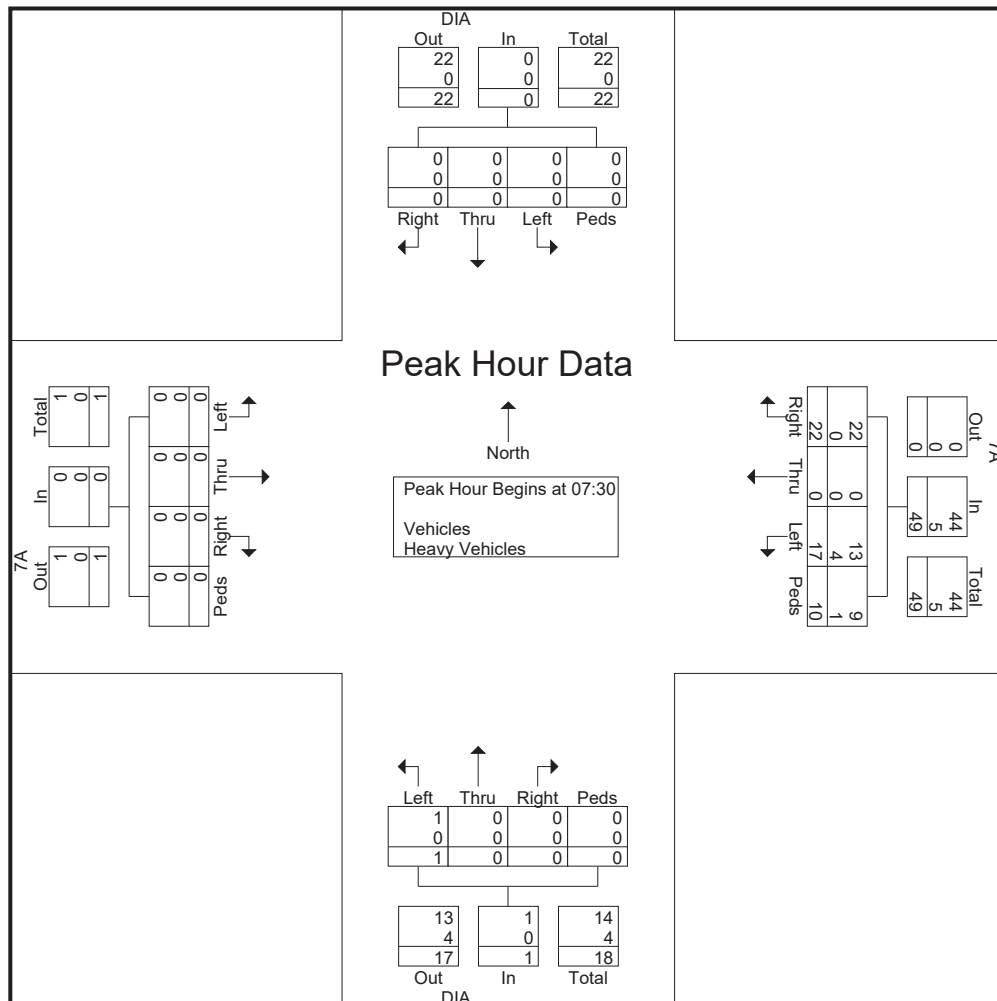 DIA
Out In Total
22 0 22
0 0 0
22 0 22
0 0 0 0
0 0 0 0
0 0 0 0
Right Thru Left Peds
Peak Hour Data
North
Peak Hour Begins at 07:30
Vehicles
Heavy Vehicles
7A
Out In Total
1 0 1
0 0 0
1 0 1
Left Thru Right Peds
0 0 0 0
0 0 0 0
0 0 0 0
7A
Out In Total
0 44 44
0 5 5
0 49 49
Right Thru Left Peds
22 0 13 9
0 0 4 1
22 0 17 10
Left Thru Right Peds
1 0 0 0
0 0 0 0
1 0 0 0
13 1 14
4 0 4
17 1 18
Out In Total
DIA